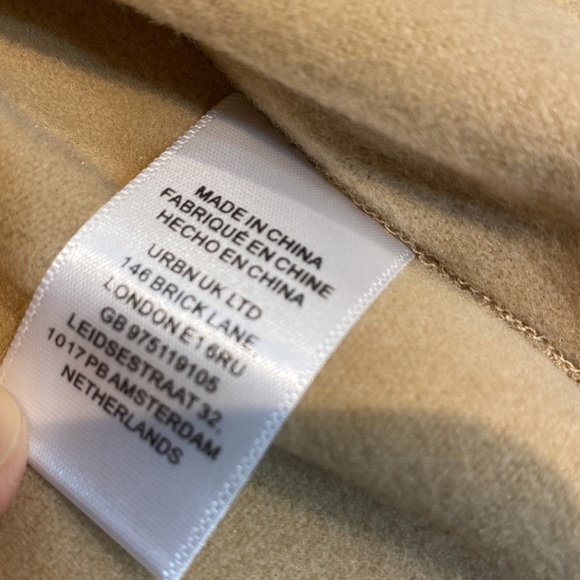 MADE IN CHINA
FABRIQUÉ EN CHINE
HECHO EN CHINA
URBN UK LTD
146 BRICK LANE,
LONDON E1 6RU
GB 975119105
LEIDSESTRAAT 32,
1017 PB AMSTERDAM
NETHERLANDS